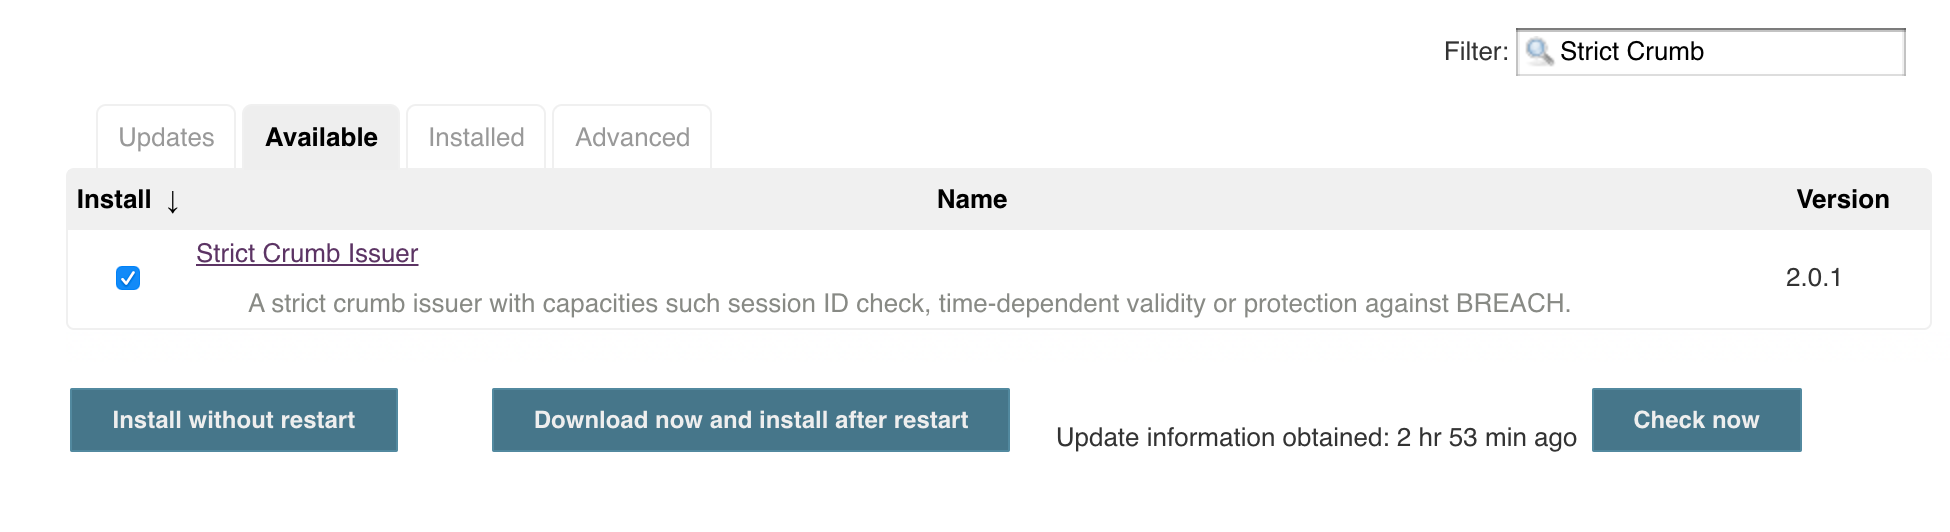 Filter: Strict Crumb
Updates Available Installed Advanced
Install ↓ Name Version
Strict Crumb Issuer
2.0.1
A strict crumb issuer with capacities such session ID check, time-dependent validity or protection against BREACH.
Install without restart Download now and install after restart Update information obtained: 2 hr 53 min ago Check now